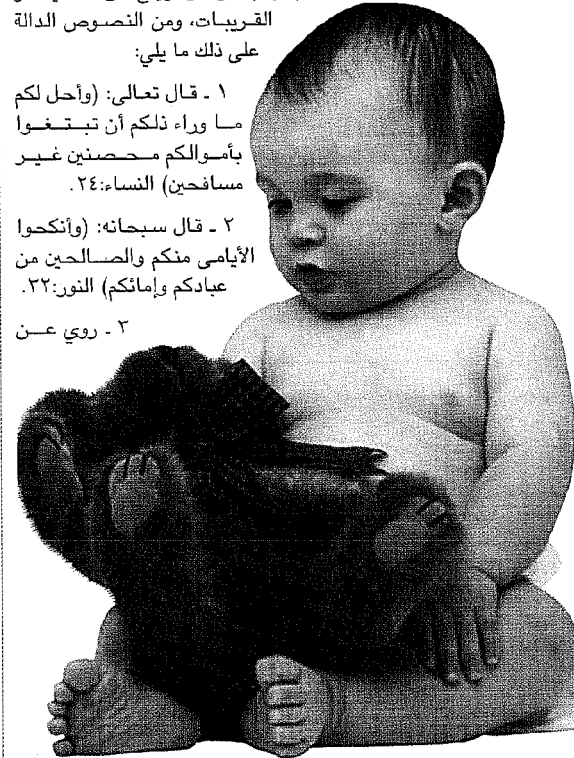 القريبات، ومن النصوص الدالة
على ذلك ما يلي:
١ ـ قال تعالى: (وأحل لكم
ما وراء ذلكم أن تبتغوا
بأموالكم محصنين غير
مسافحين) النساء:٢٤.
٢ ـ قال سبحانه: (وأنكحوا
الأيامى منكم والصالحين من
عبادكم وإمائكم) النور:٣٢.
٣ ـ روي عن